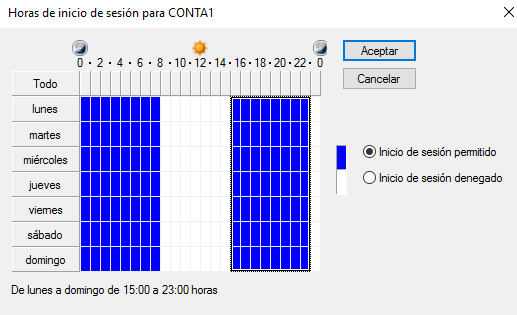 Horas de inicio de sesión para CONTA1
0 · 2 · 4 · 6 · 8 · 10 · 12 · 14 · 16 · 18 · 20 · 22 · 0
Todo
lunes
martes
miércoles
jueves
viernes
sábado
domingo
Aceptar
Cancelar
Inicio de sesión permitido
Inicio de sesión denegado
De lunes a domingo de 15:00 a 23:00 horas